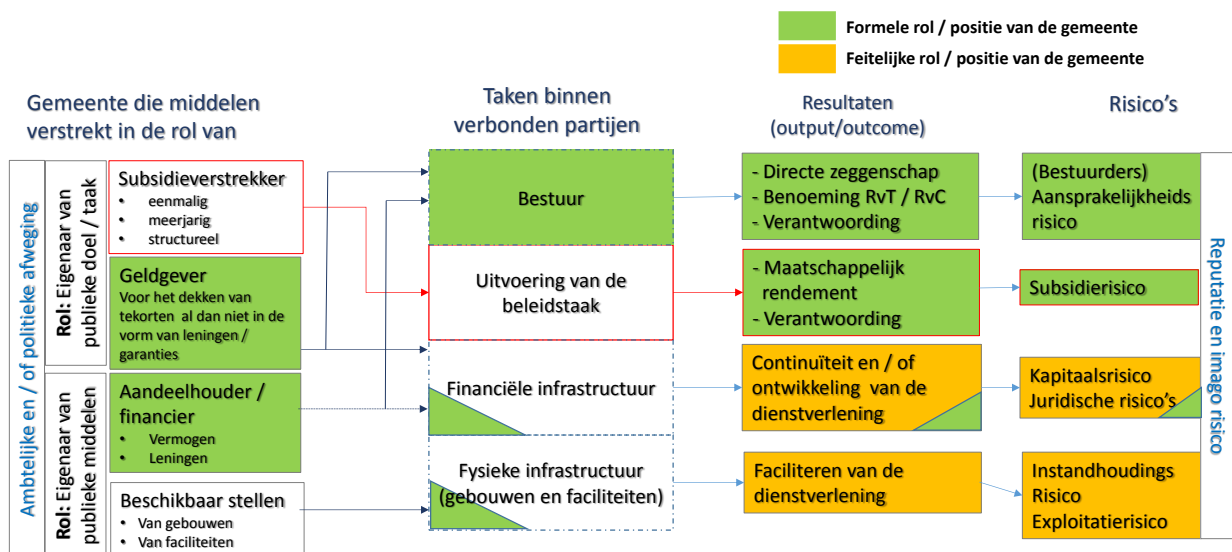 Formele rol / positie van de gemeente
Feitelijke rol / positie van de gemeente
Gemeente die middelen
verstrekt in de rol van
Taken binnen
verbonden partijen
Resultaten
(output/outcome)
Risico's
Ambtelijke en / of politieke afweging
Rol: Eigenaar van
publieke doel / taak
Subsidieverstrekker
• eenmalig
• meerjarig
• structureel
Geldgever
Voor het dekken van
tekorten al dan niet in de
vorm van leningen /
garanties
Rol: Eigenaar van
publieke middelen
Aandeelhouder /
financier
• Vermogen
• Leningen
Beschikbaar stellen
• Van gebouwen
• Van faciliteiten
Bestuur
Uitvoering van de
beleidstaak
Financiële infrastructuur
Fysieke infrastructuur
(gebouwen en faciliteiten)
- Directe zeggenschap
- Benoeming RvT / RvC
- Verantwoording
- Maatschappelijk
rendement
- Verantwoording
Continuïteit en / of
ontwikkeling van de
dienstverlening
Faciliteren van de
dienstverlening
(Bestuurders)
Aansprakelijkheids
risico
Subsidierisico
Kapitaalsrisico
Juridische risico's
Instandhoudings
Risico
Exploitatierisico
Reputatie en imago risico